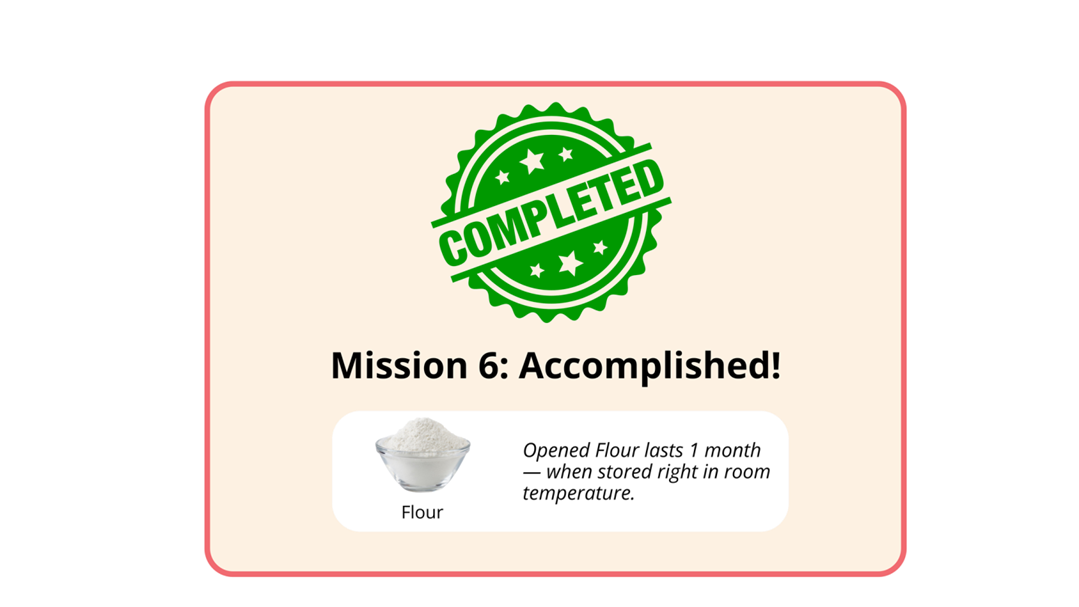 COMPLETED
Mission 6: Accomplished!
Opened Flour lasts 1 month
— when stored right in room
temperature.
Flour